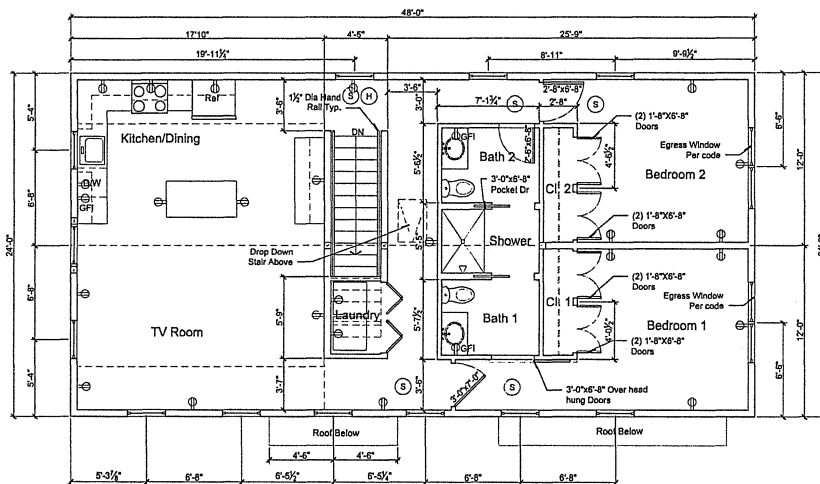 48'-0"
17'10"
4'-5"
25'-9"
19'-11¼"
8'-11"
9'-9½"
3'-6"
2'-8"x6'-8"
7'-1¾"
2'-8"
(2) 1'-8"X6'-8"
Doors
5'-4"
3'-6"
1½" Dia Hand
Rail Typ.
S
H
3'-0"
S
S
Ref
DN
Kitchen/Dining
GFI
2'-6"x6'-8"
Bath 2
5'-6½"
4'-6½"
Egress Window
Per code
6'-6"
12'-0"
D/W
GFI
3'-0"x6'-8"
Pocket Dr
Cl 2
Bedroom 2
6'-8"
24'-0"
Drop Down
Stair Above
5'-5"
Shower
(2) 1'-8"X6'-8"
Doors
(2) 1'-8"X6'-8"
Doors
Egress Window
Per code
6'-8"
5'-9"
Laundry
TV Room
5'-7½"
Bath 1
GFI
Cl 1
4'-0½"
Bedroom 1
(2) 1'-8"X6'-8"
Doors
12'-0"
6'-6"
5'-4"
3'-7"
S
3'-6"
3'-0"x7'-0"
S
3'-0"x6'-8" Over head
hung Doors
Roof Below
Roof Below
4'-6"
4'-6"
5'-3⅞"
6'-8"
6'-5½"
6'-5¼"
6'-8"
6'-8"